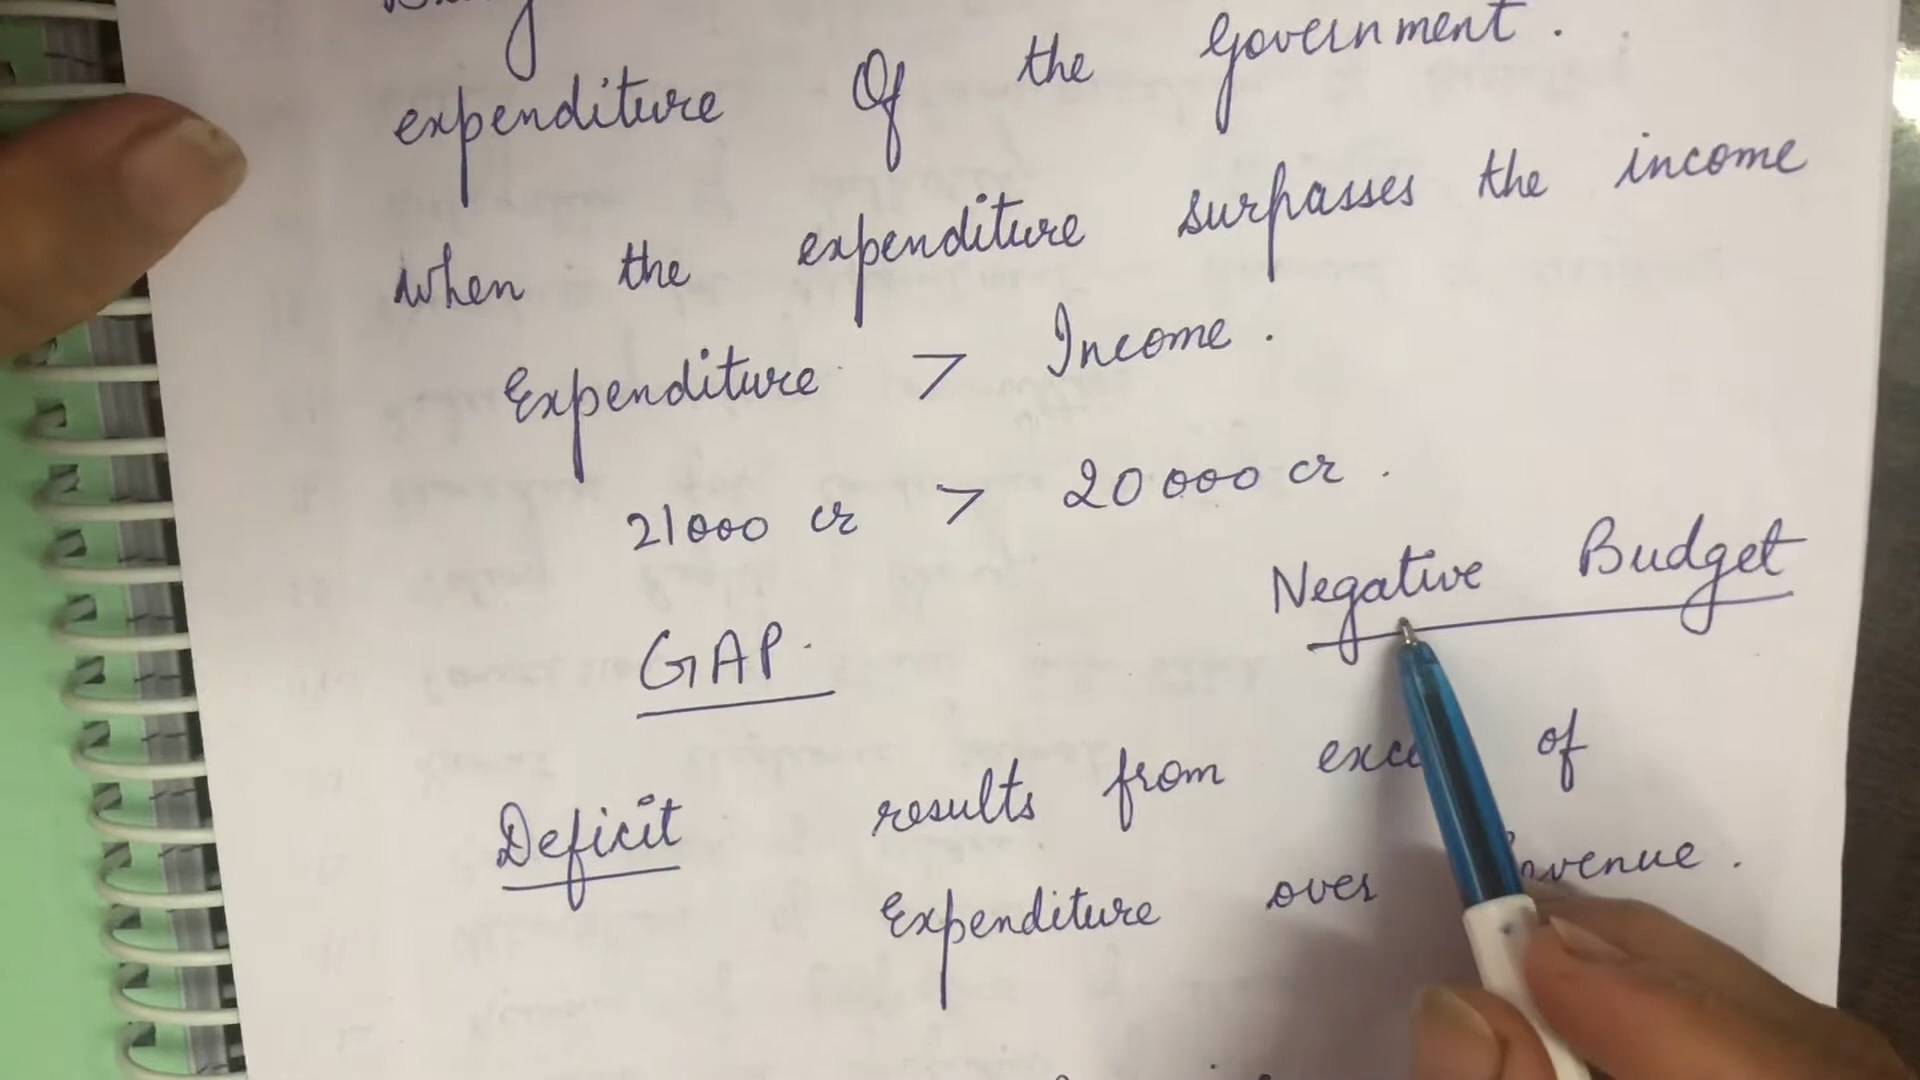 expenditure Of the Government.
when the expenditure surpasses the income
Expenditure > Income.
21000 cr > 20000 cr.
Negative Budget
GAP.
Deficit results from of
Expenditure over